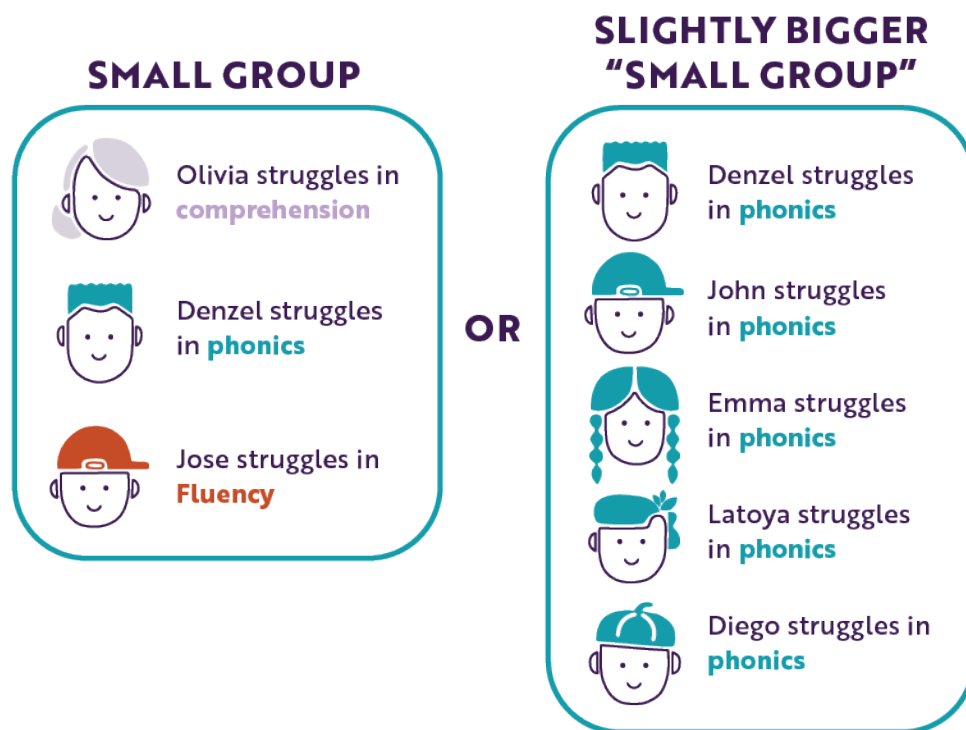 SMALL GROUP
Olivia struggles in
comprehension
Denzel struggles
in phonics
Jose struggles in
Fluency
OR
SLIGHTLY BIGGER
“SMALL GROUP”
Denzel struggles
in phonics
John struggles
in phonics
Emma struggles
in phonics
Latoya struggles
in phonics
Diego struggles in
phonics